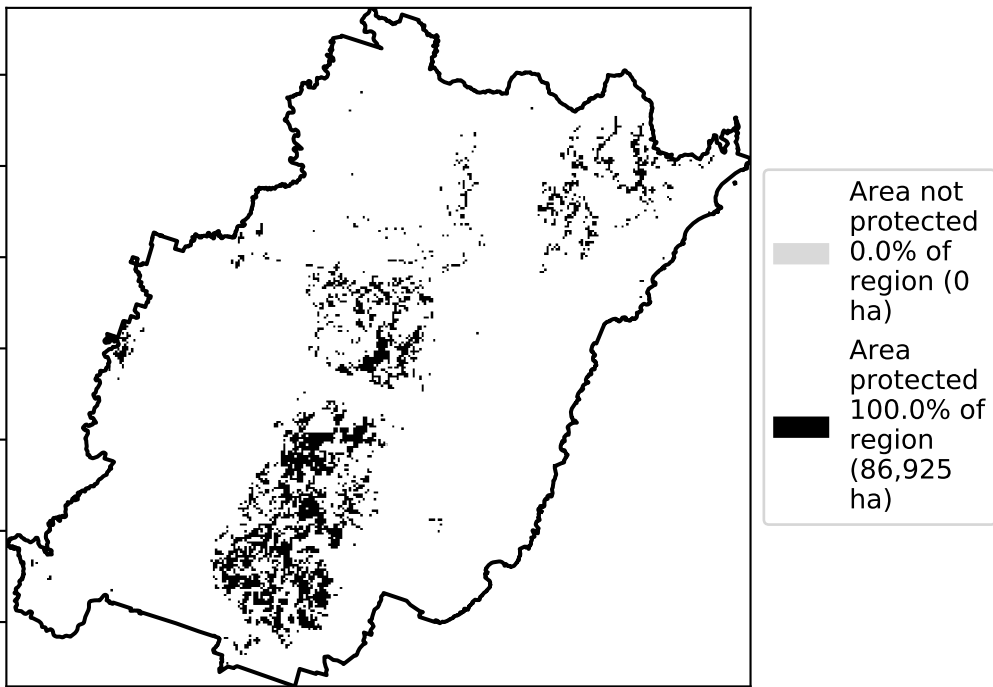 Area not
protected
0.0% of
region (0
ha)
Area
protected
100.0% of
region
(86,925
ha)